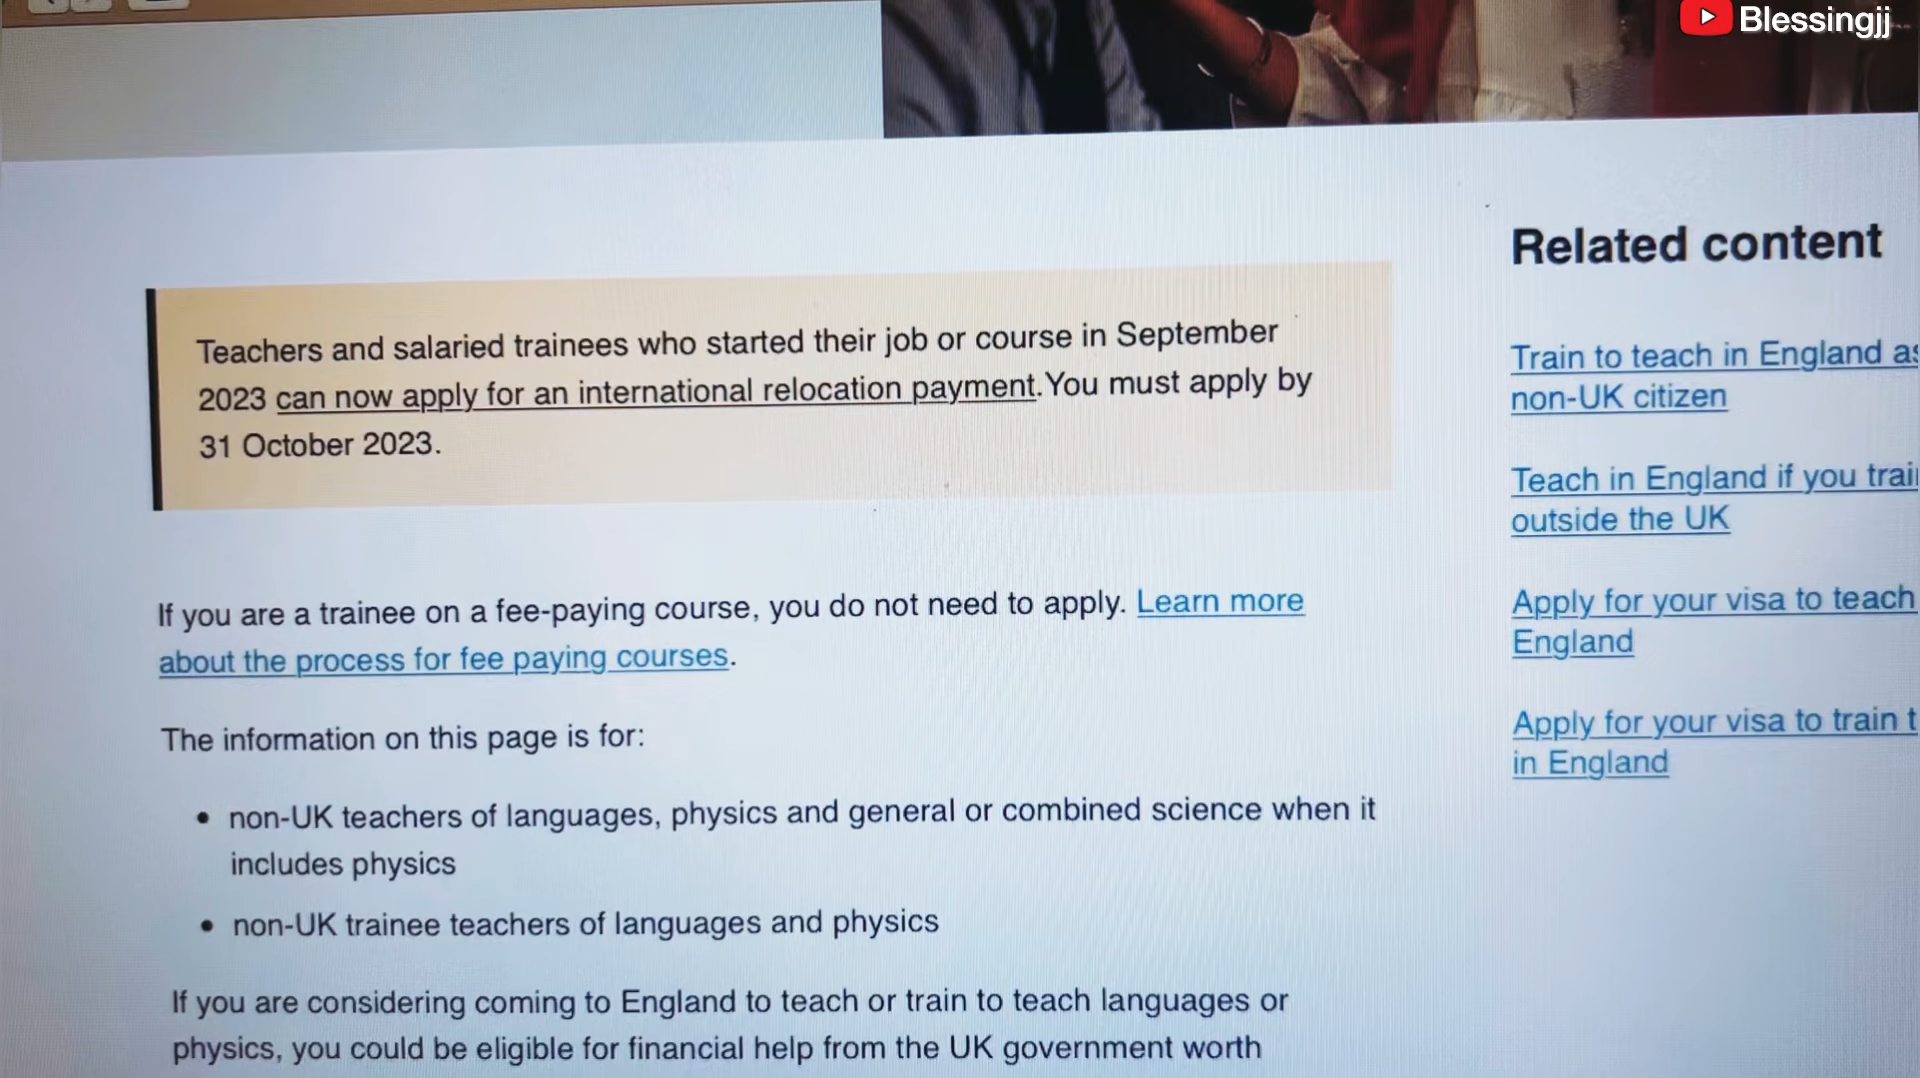 Blessingjj
Teachers and salaried trainees who started their job or course in September
2023 can now apply for an international relocation payment. You must apply by
31 October 2023.
If you are a trainee on a fee-paying course, you do not need to apply. Learn more
about the process for fee paying courses.
The information on this page is for:
• non-UK teachers of languages, physics and general or combined science when it
includes physics
• non-UK trainee teachers of languages and physics
If you are considering coming to England to teach or train to teach languages or
physics, you could be eligible for financial help from the UK government worth
Related content
Train to teach in England as
non-UK citizen
Teach in England if you trai
outside the UK
Apply for your visa to teach
England
Apply for your visa to train t
in England